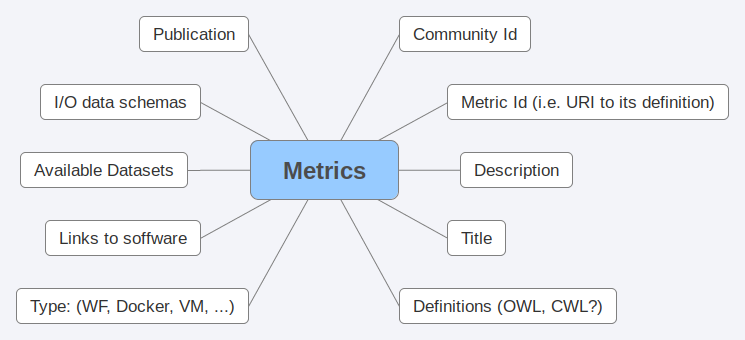 Publication
Community Id
I/O data schemas
Metric Id (i.e. URI to its definition)
Available Datasets
Metrics
Description
Links to soffware
Title
Type: (WF, Docker, VM, ...)
Definitions (OWL, CWL?)